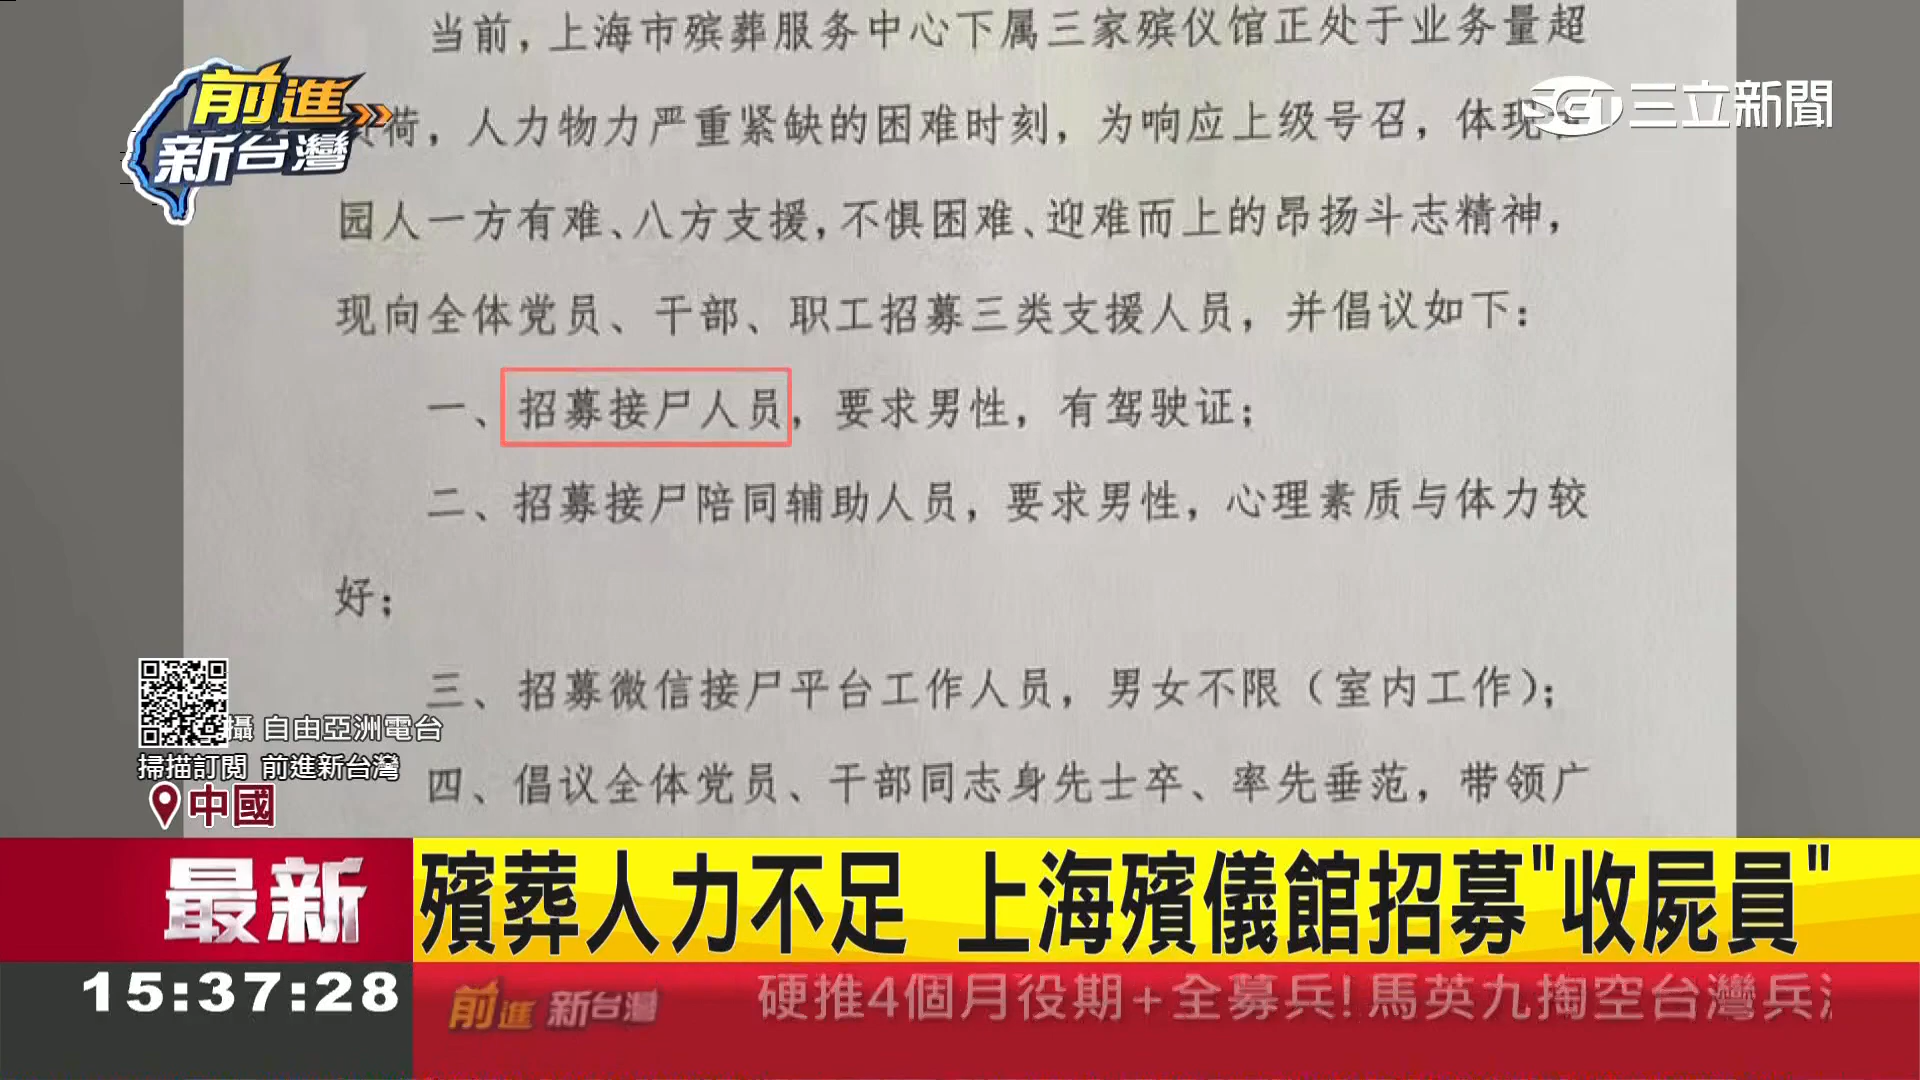 当前，上海市殡葬服务中心下属三家殡仪馆正处于业务量超
荷，人力物力严重紧缺的困难时刻，为响应上级号召，体现
园人一方有难、八方支援，不惧困难、迎难而上的昂扬斗志精神，
现向全体党员、干部、职工招募三类支援人员，并倡议如下：
一、招募接尸人员，要求男性，有驾驶证；
二、招募接尸陪同辅助人员，要求男性，心理素质与体力较
好；
三、招募微信接尸平台工作人员，男女不限（室内工作）；
四、倡议全体党员、干部同志身先士卒、率先垂范，带领广
前進
新台灣
SET三立新聞
攝 自由亞洲電台
掃描訂閱 前進新台灣
中國
最新
殯葬人力不足 上海殯儀館招募"收屍員"
15:37:28
前進 新台灣
硬推4個月役期+全募兵!馬英九掏空台灣兵